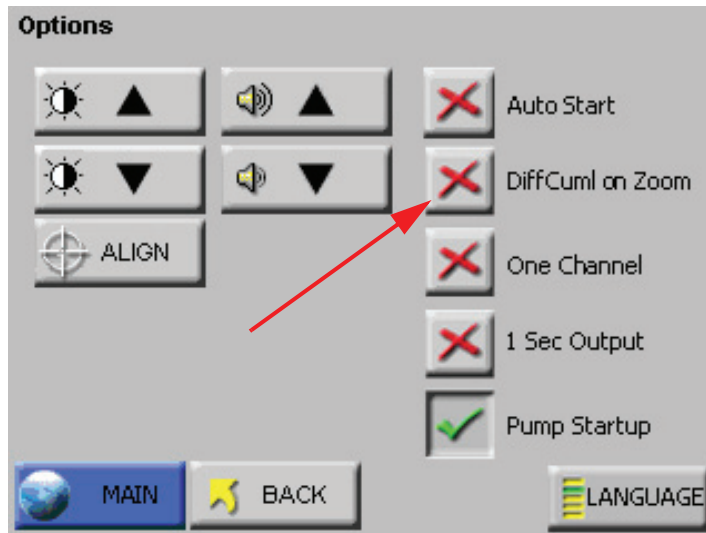 Options
Auto Start
DiffCuml on Zoom
ALIGN
One Channel
1 Sec Output
Pump Startup
MAIN
BACK
LANGUAGE